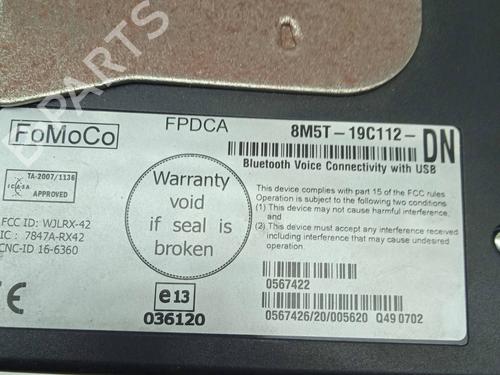 B-PARTS
FoMoCo
FPDCA
8M5T-19C112-
DN
Bluetooth Voice Connectivity with USB
ICASA
TA-2007/1136
APPROVED
Warranty
void
if seal is
broken
This device complies with part 15 of the FCC rules
Operation is subject to the following two conditions
(1) This device may not cause harmful interference, and
and
(2) This device must accept any interference received
including interference that may cause undesired
operation
FCC ID: WJLRX-42
IC : 7847A-RX42
CNC-ID 16-6360
CE
e13
036120
0567422
0567426/20/005620 Q49 0702